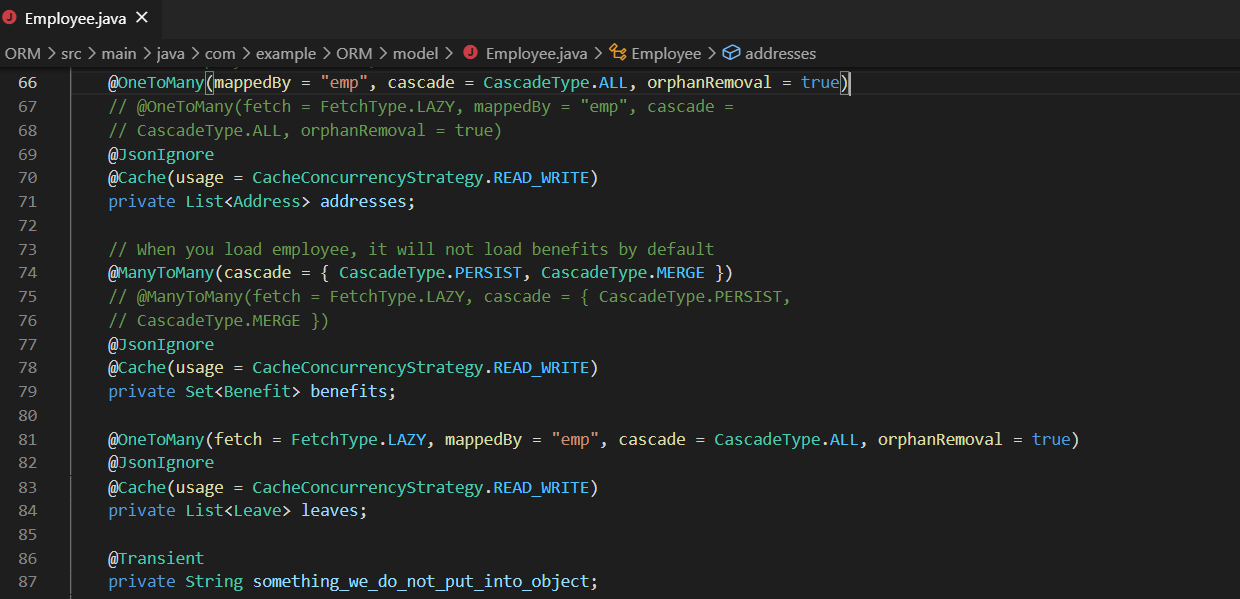 J Employee.java ×
ORM > src > main > java > com > example > ORM > model > J Employee.java > Employee > addresses
66 @OneToMany(mappedBy = "emp", cascade = CascadeType.ALL, orphanRemoval = true)
67 // @OneToMany(fetch = FetchType.LAZY, mappedBy = "emp", cascade =
68 // CascadeType.ALL, orphanRemoval = true)
69 @JsonIgnore
70 @Cache(usage = CacheConcurrencyStrategy.READ_WRITE)
71 private List<Address> addresses;
72
73 // When you load employee, it will not load benefits by default
74 @ManyToMany(cascade = { CascadeType.PERSIST, CascadeType.MERGE })
75 // @ManyToMany(fetch = FetchType.LAZY, cascade = { CascadeType.PERSIST,
76 // CascadeType.MERGE })
77 @JsonIgnore
78 @Cache(usage = CacheConcurrencyStrategy.READ_WRITE)
79 private Set<Benefit> benefits;
80
81 @OneToMany(fetch = FetchType.LAZY, mappedBy = "emp", cascade = CascadeType.ALL, orphanRemoval = true)
82 @JsonIgnore
83 @Cache(usage = CacheConcurrencyStrategy.READ_WRITE)
84 private List<Leave> leaves;
85
86 @Transient
87 private String something_we_do_not_put_into_object;